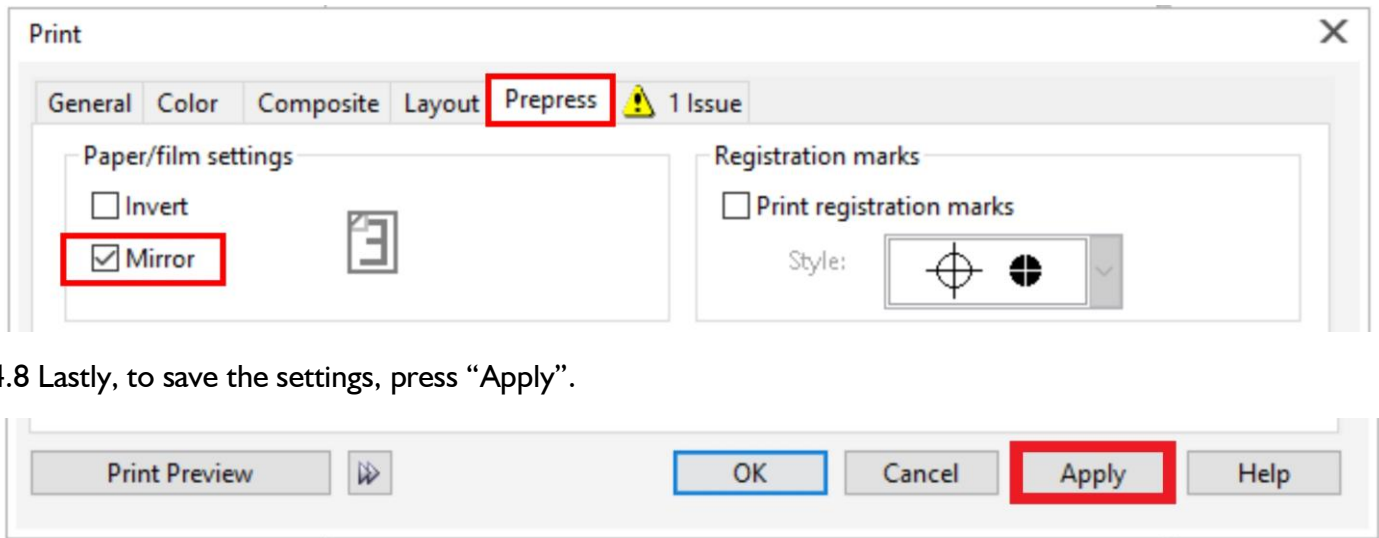 Print
General Color Composite Layout Prepress 1 Issue
Paper/film settings
Invert
Mirror
Registration marks
Print registration marks
Style:
.8 Lastly, to save the settings, press “Apply”.
Print Preview OK Cancel Apply Help